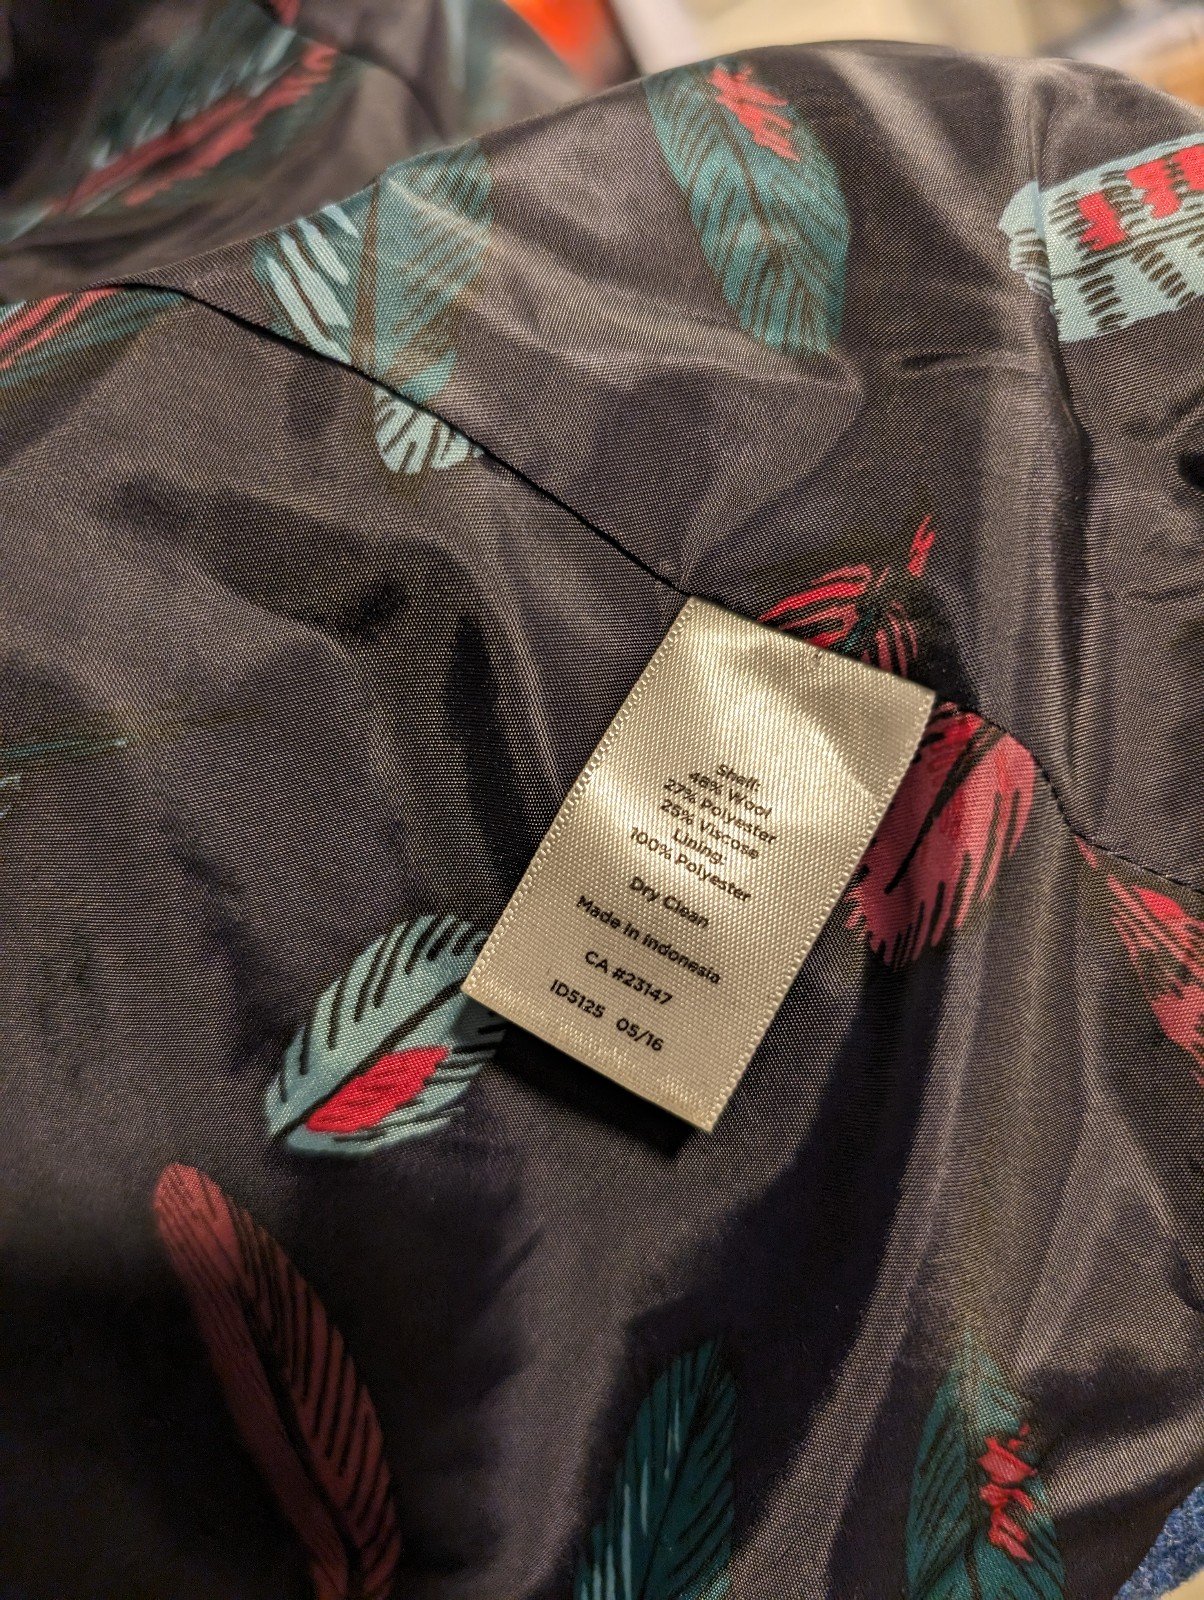 Shell:
48% Wool
27% Polyester
25% Viscose
Lining:
100% Polyester
Dry Clean
Made in Indonesia
CA #23147
ID5125 05/16